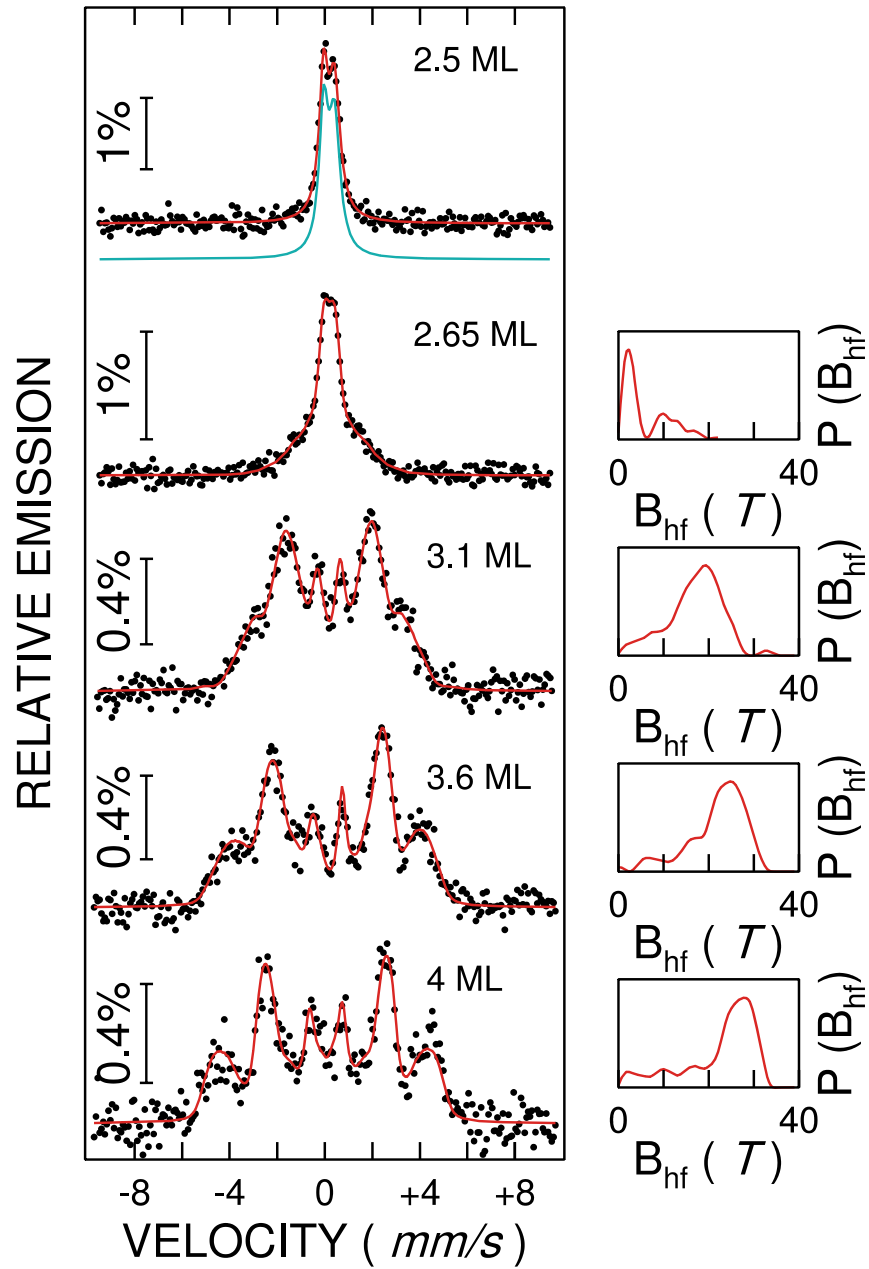 RELATIVE EMISSION
2.5 ML
1%
2.65 ML
1%
3.1 ML
0.4%
3.6 ML
0.4%
4 ML
0.4%
-8 -4 0 +4 +8
VELOCITY ( mm/s )
P (Bhf)
0 40
Bhf ( T )
P (Bhf)
0 40
Bhf ( T )
P (Bhf)
0 40
Bhf ( T )
P (Bhf)
0 40
Bhf ( T )